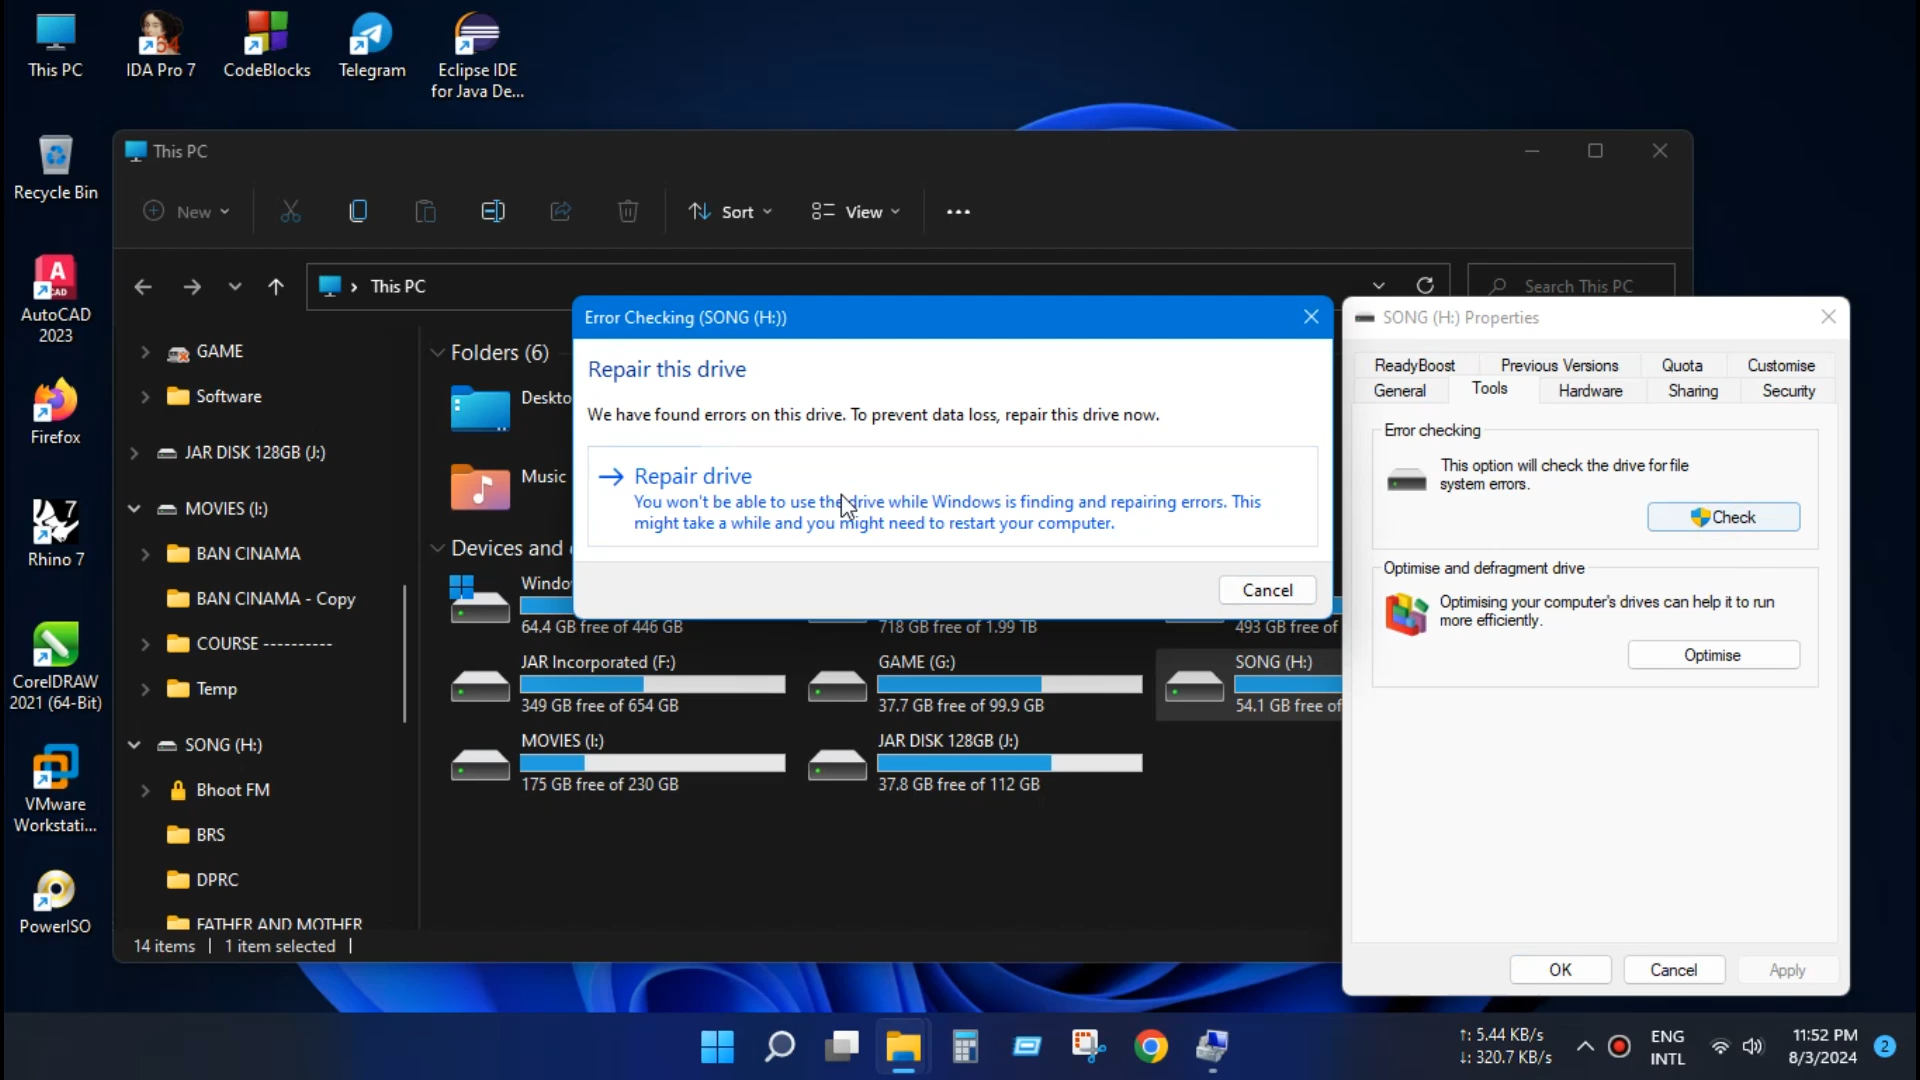 This PC
IDA Pro 7
CodeBlocks
Telegram
Eclipse IDE
for Java De...
Recycle Bin
AutoCAD
2023
Firefox
Rhino 7
CorelDRAW
2021 (64-Bit)
VMware
Workstati...
PowerISO
This PC
New
Sort
View
This PC
Search This PC
GAME
Software
JAR DISK 128GB (J:)
MOVIES (I:)
BAN CINAMA
BAN CINAMA - Copy
COURSE ----------
Temp
SONG (H:)
Bhoot FM
BRS
DPRC
FATHER AND MOTHER
14 items
1 item selected
Folders (6)
Desktop
Music
Devices and
Windo
64.4 GB free of 446 GB
718 GB free of 1.99 TB
493 GB free of
JAR Incorporated (F:)
349 GB free of 654 GB
GAME (G:)
37.7 GB free of 99.9 GB
SONG (H:)
54.1 GB free of
MOVIES (I:)
175 GB free of 230 GB
JAR DISK 128GB (J:)
37.8 GB free of 112 GB
Error Checking (SONG (H:))
Repair this drive
We have found errors on this drive. To prevent data loss, repair this drive now.
Repair drive
You won't be able to use the drive while Windows is finding and repairing errors. This
might take a while and you might need to restart your computer.
Cancel
SONG (H:) Properties
ReadyBoost
Previous Versions
Quota
Customise
General
Tools
Hardware
Sharing
Security
Error checking
This option will check the drive for file
system errors.
Check
Optimise and defragment drive
Optimising your computer's drives can help it to run
more efficiently.
Optimise
OK
Cancel
Apply
↑: 5.44 KB/s
↓: 320.7 KB/s
ENG
INTL
11:52 PM
8/3/2024
2